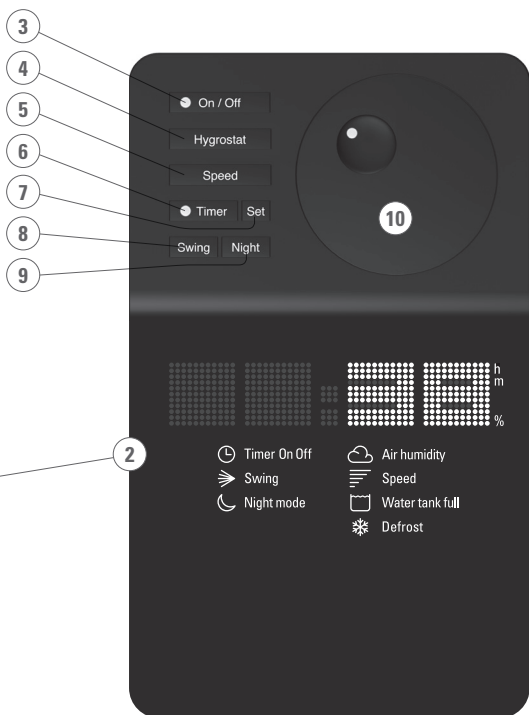 3
4
5
6
7
8
9
On / Off
Hygrostat
Speed
Timer Set
Swing Night
10
38 h m %
2
Timer On Off Air humidity
Swing Speed
Night mode Water tank full
Defrost